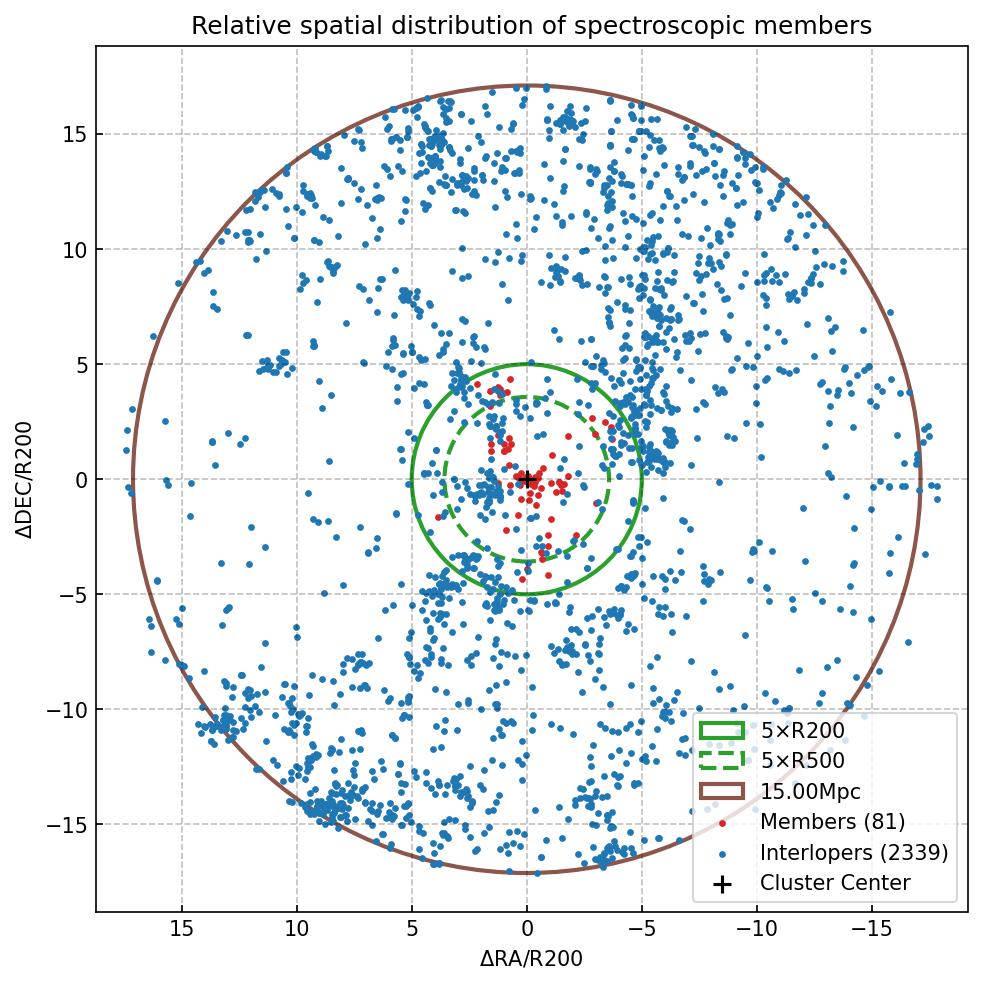 Relative spatial distribution of spectroscopic members
ΔDEC/R200
15
10
5
0
−5
−10
−15
5×R200
5×R500
15.00Mpc
Members (81)
Interlopers (2339)
Cluster Center
15 10 5 0 −5 −10 −15
ΔRA/R200